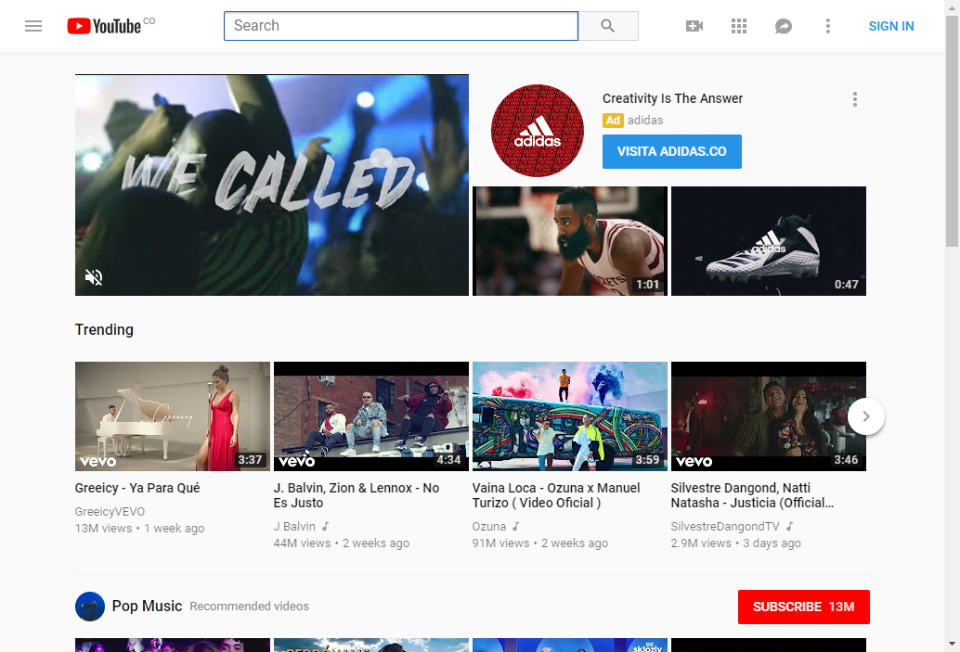 YouTube CO
Search
SIGN IN
WE CALLED
Creativity Is The Answer
Ad adidas
adidas
VISITA ADIDAS.CO
1:01
adidas
0:47
Trending
Greeicy
vevo
3:37
vevo
4:34
3:59
vevo
3:46
Greeicy - Ya Para Qué
GreeicyVEVO
13M views • 1 week ago
J. Balvin, Zion & Lennox - No
Es Justo
J Balvin
44M views • 2 weeks ago
Vaina Loca - Ozuna x Manuel
Turizo ( Video Oficial )
Ozuna
91M views • 2 weeks ago
Silvestre Dangond, Natti
Natasha - Justicia (Official...
SilvestreDangondTV
2.9M views • 3 days ago
Pop Music Recommended videos
SUBSCRIBE 13M